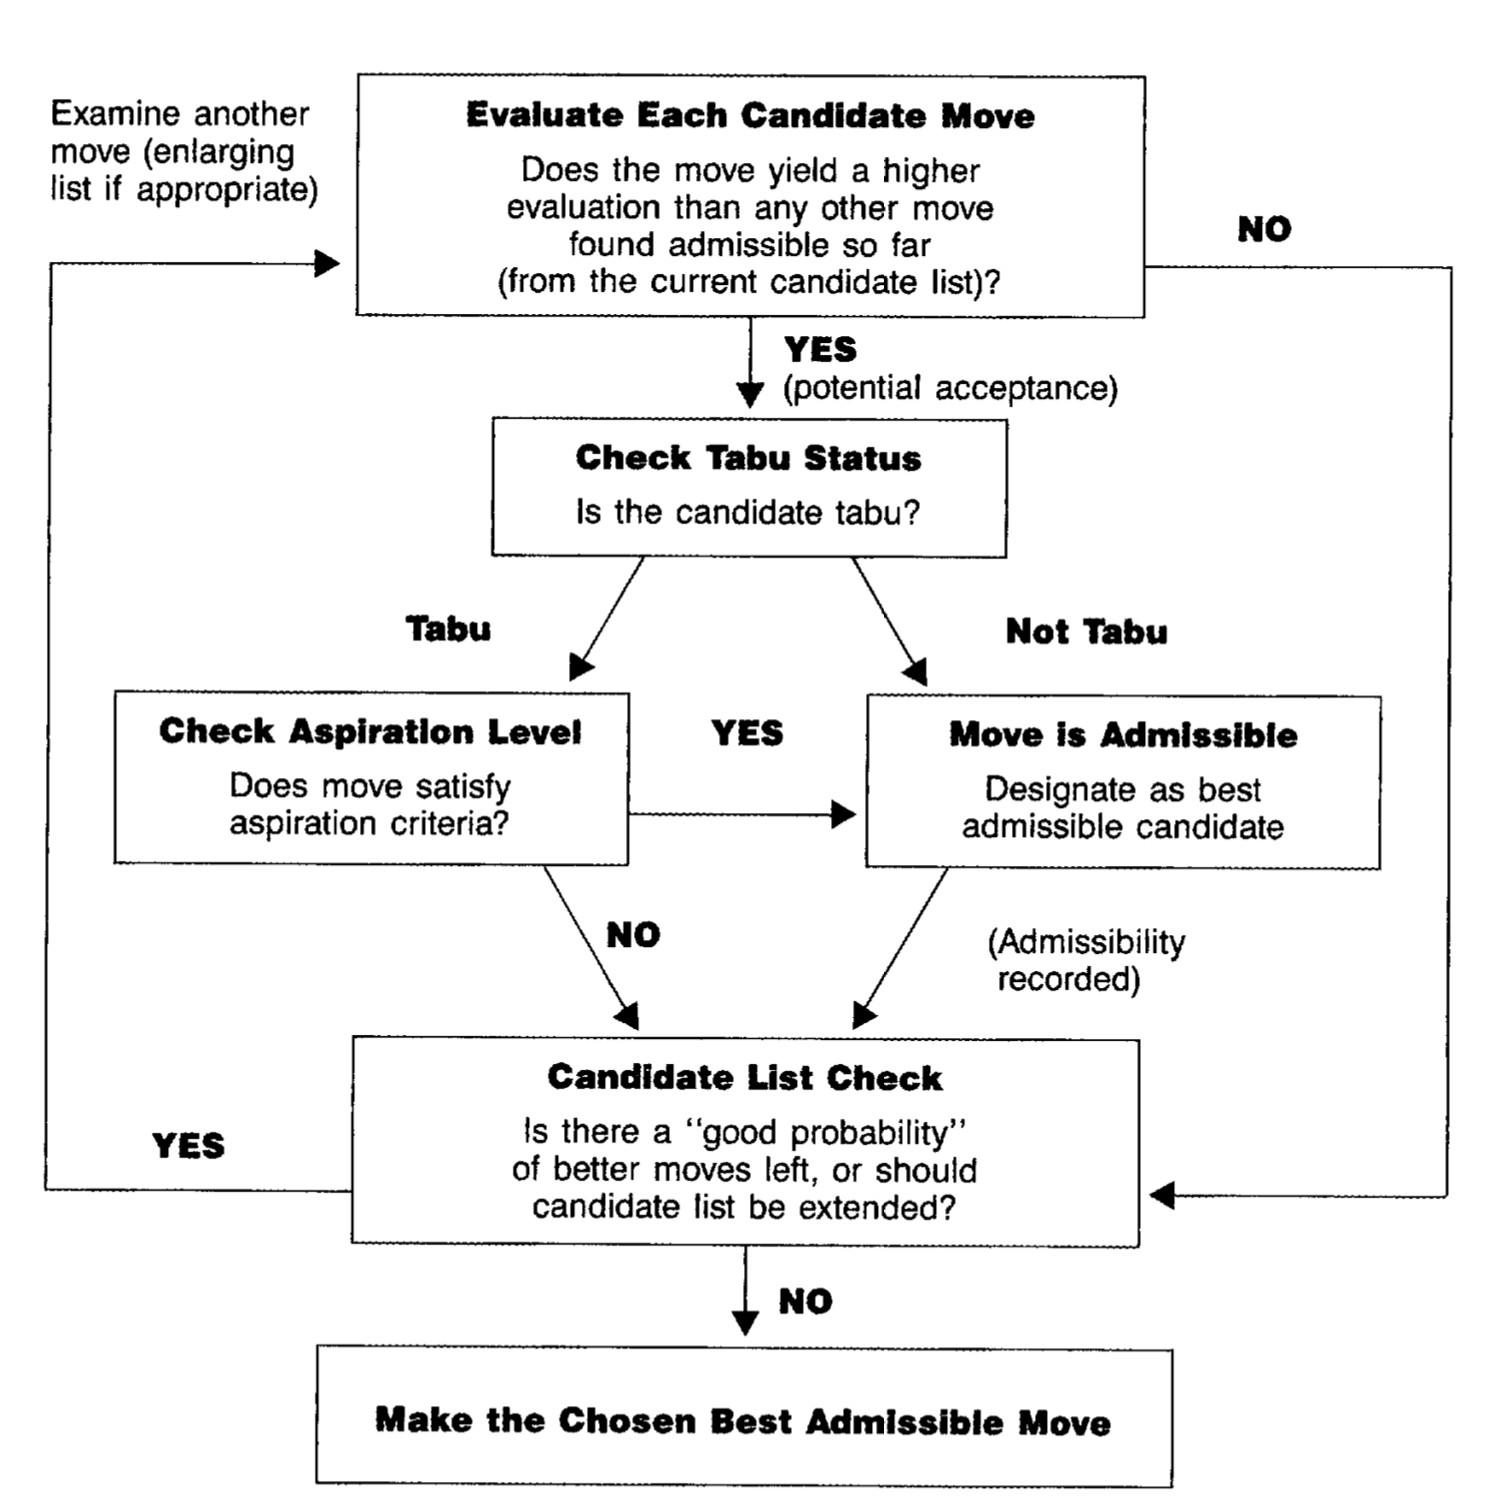 Examine another
move (enlarging
list if appropriate)
Evaluate Each Candidate Move
Does the move yield a higher
evaluation than any other move
found admissible so far
(from the current candidate list)?
NO
YES
(potential acceptance)
Check Tabu Status
Is the candidate tabu?
Tabu
Not Tabu
Check Aspiration Level
Does move satisfy
aspiration criteria?
YES
Move is Admissible
Designate as best
admissible candidate
NO
(Admissibility
recorded)
Candidate List Check
Is there a “good probability”
of better moves left, or should
candidate list be extended?
YES
NO
Make the Chosen Best Admissible Move